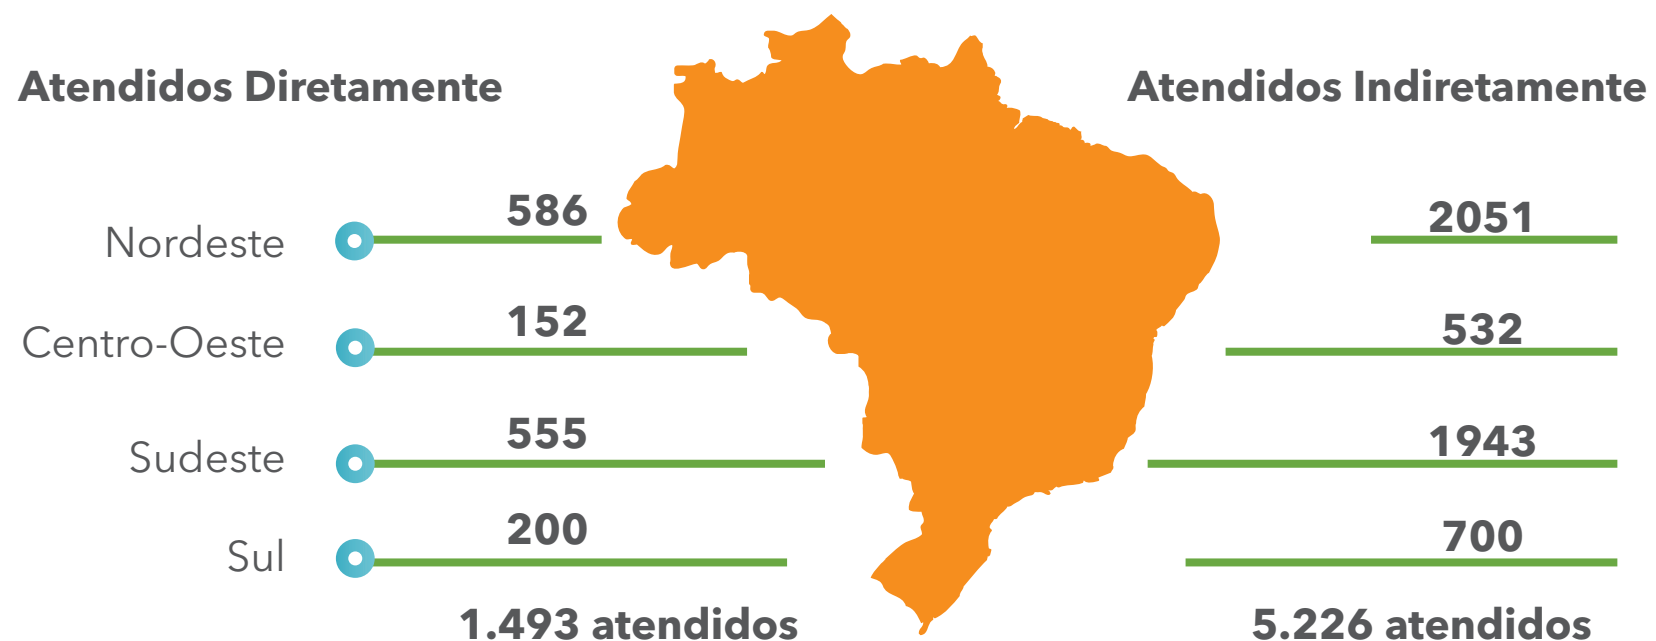 Atendidos Diretamente
Atendidos Indiretamente
Nordeste 586 2051
Centro-Oeste 152 532
Sudeste 555 1943
Sul 200 700
1.493 atendidos 5.226 atendidos